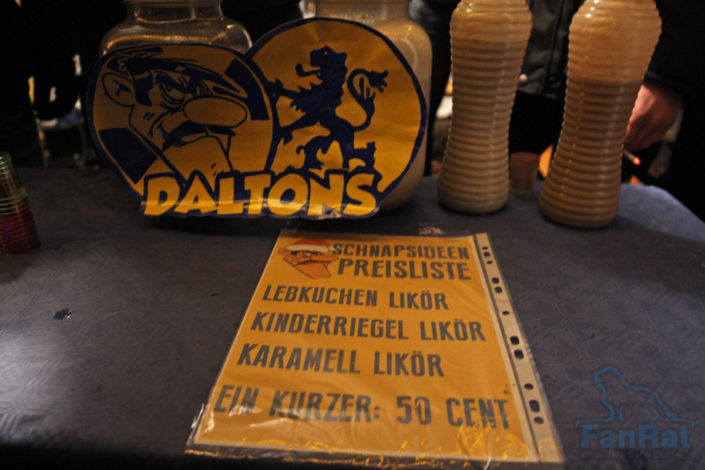 DALTONS
SCHNAPSIDEEN
PREISLISTE
LEBKUCHEN LIKÖR
KINDERRIEGEL LIKÖR
KARAMELL LIKÖR
EIN KURZER: 50 CENT
FanRat